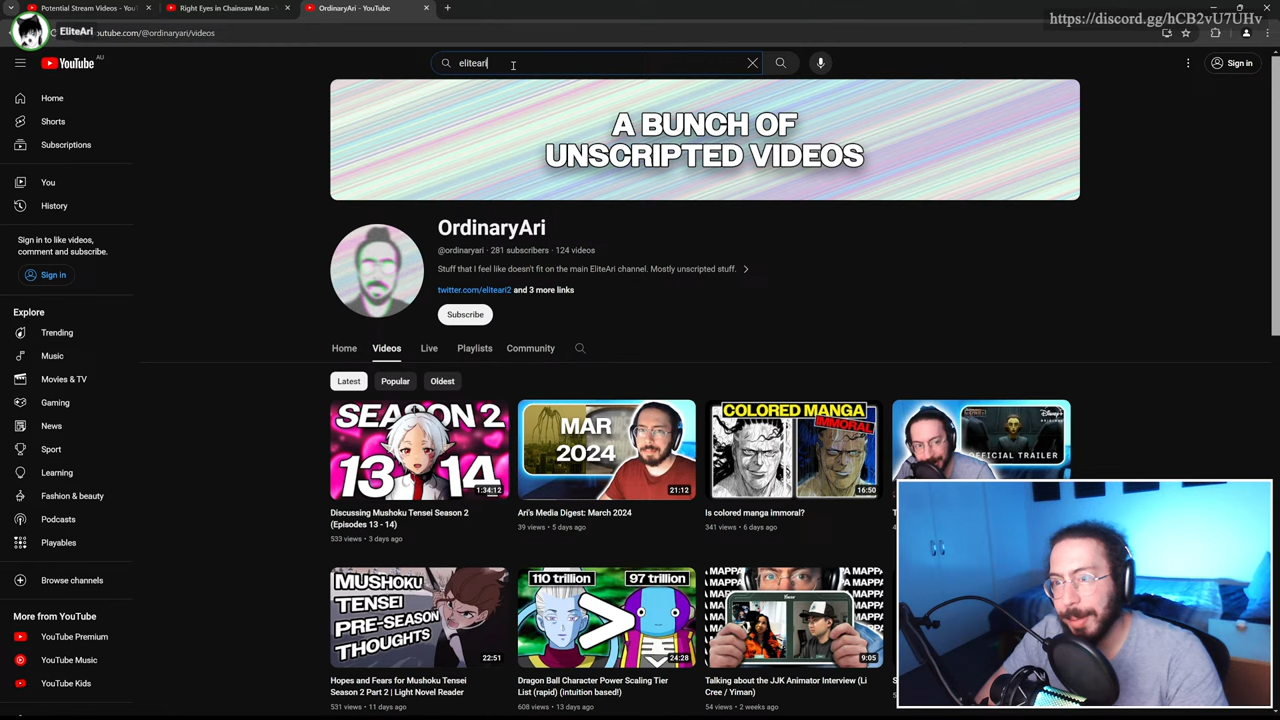 Potential Stream Videos - YouT
Right Eyes in Chainsaw Man -
OrdinaryAri - YouTube
https://discord.gg/hCB2vU7UHv
EliteAri
outube.com/@ordinaryari/videos
YouTube AU
eliteari
Sign in
Home
Shorts
Subscriptions
You
History
Sign in to like videos,
comment and subscribe.
Sign in
Explore
Trending
Music
Movies & TV
Gaming
News
Sport
Learning
Fashion & beauty
Podcasts
Playables
Browse channels
More from YouTube
YouTube Premium
YouTube Music
YouTube Kids
A BUNCH OF
UNSCRIPTED VIDEOS
OrdinaryAri
@ordinaryari · 281 subscribers · 124 videos
Stuff that I feel like doesn't fit on the main EliteAri channel. Mostly unscripted stuff.
twitter.com/eliteari2 and 3 more links
Subscribe
Home
Videos
Live
Playlists
Community
Latest
Popular
Oldest
SEASON 2
13 14
1:34:12
Discussing Mushoku Tensei Season 2
(Episodes 13 - 14)
533 views • 3 days ago
MAR
2024
21:12
Ari's Media Digest: March 2024
39 views • 5 days ago
COLORED MANGA
IMMORAL
16:50
Is colored manga immoral?
341 views • 6 days ago
Disney+
ORIGINAL
OFFICIAL TRAILER
MUSHOKU
TENSEI
PRE-SEASON
THOUGHTS
22:51
Hopes and Fears for Mushoku Tensei
Season 2 Part 2 | Light Novel Reader
531 views • 11 days ago
110 trillion
97 trillion
>
24:28
Dragon Ball Character Power Scaling Tier
List (rapid) (intuition based!)
608 views • 13 days ago
9:05
Talking about the JJK Animator Interview (Li
Cree / Yiman)
54 views • 2 weeks ago